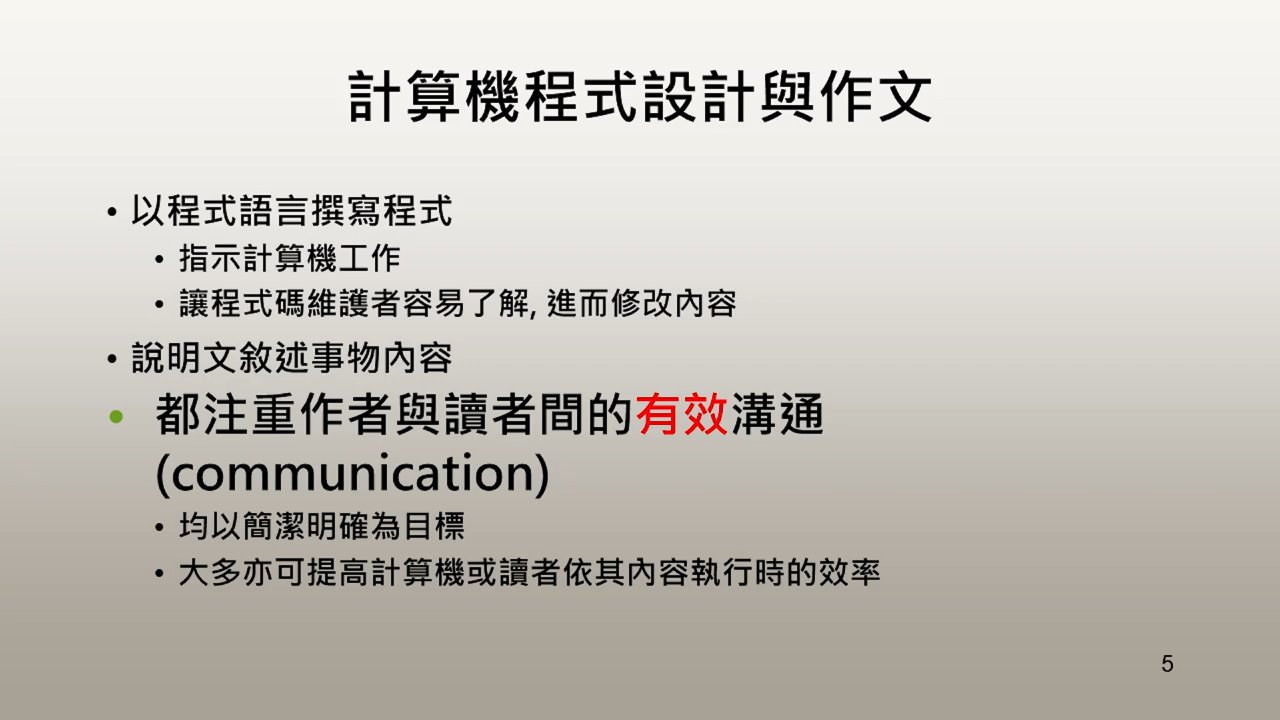 計算機程式設計與作文
• 以程式語言撰寫程式
• 指示計算機工作
• 讓程式碼維護者容易了解, 進而修改內容
• 說明文敘述事物內容
• 都注重作者與讀者間的有效溝通
(communication)
• 均以簡潔明確為目標
• 大多亦可提高計算機或讀者依其內容執行時的效率
5